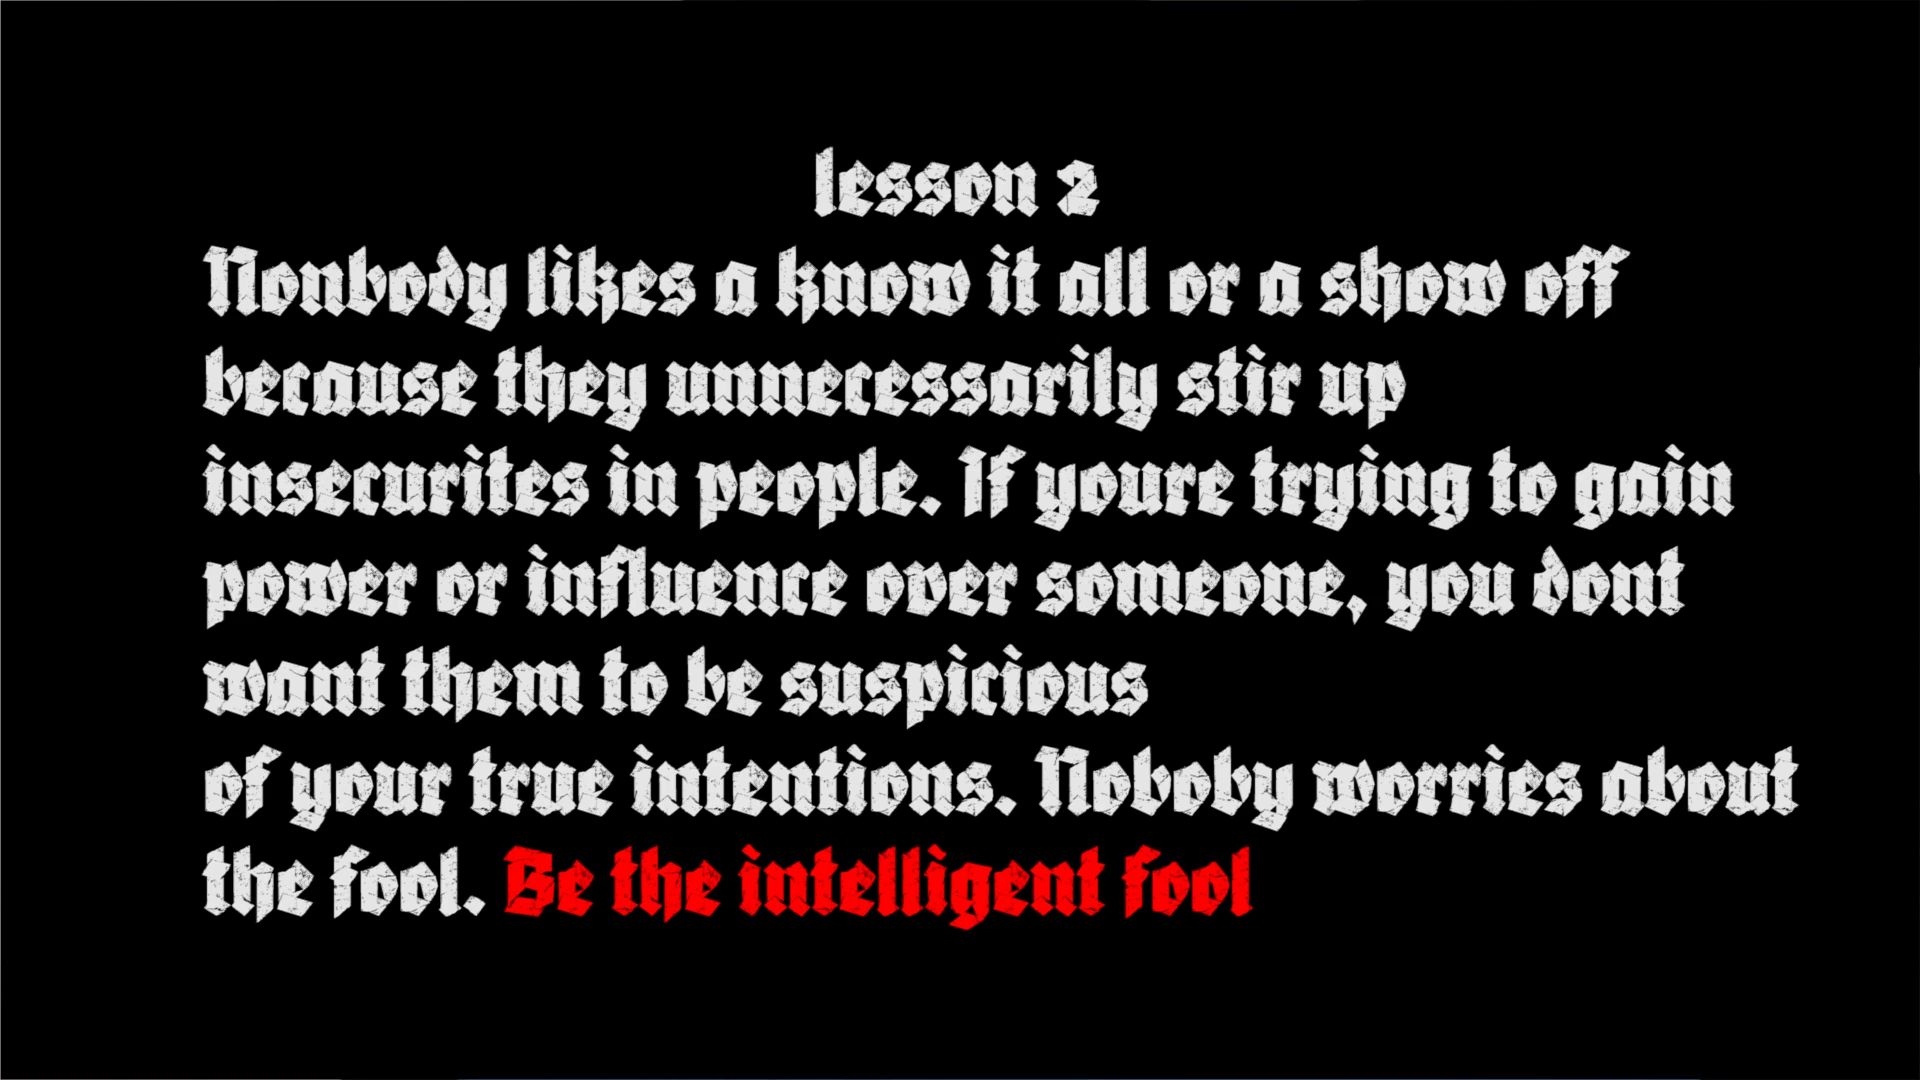 lesson 2
Nonbody likes a know it all or a show off
because they unnecessarily stir up
insecurites in people. If youre trying to gain
power or influence over someone, you dont
want them to be suspicious
of your true intentions. Noboby worries about
the fool. Be the intelligent fool